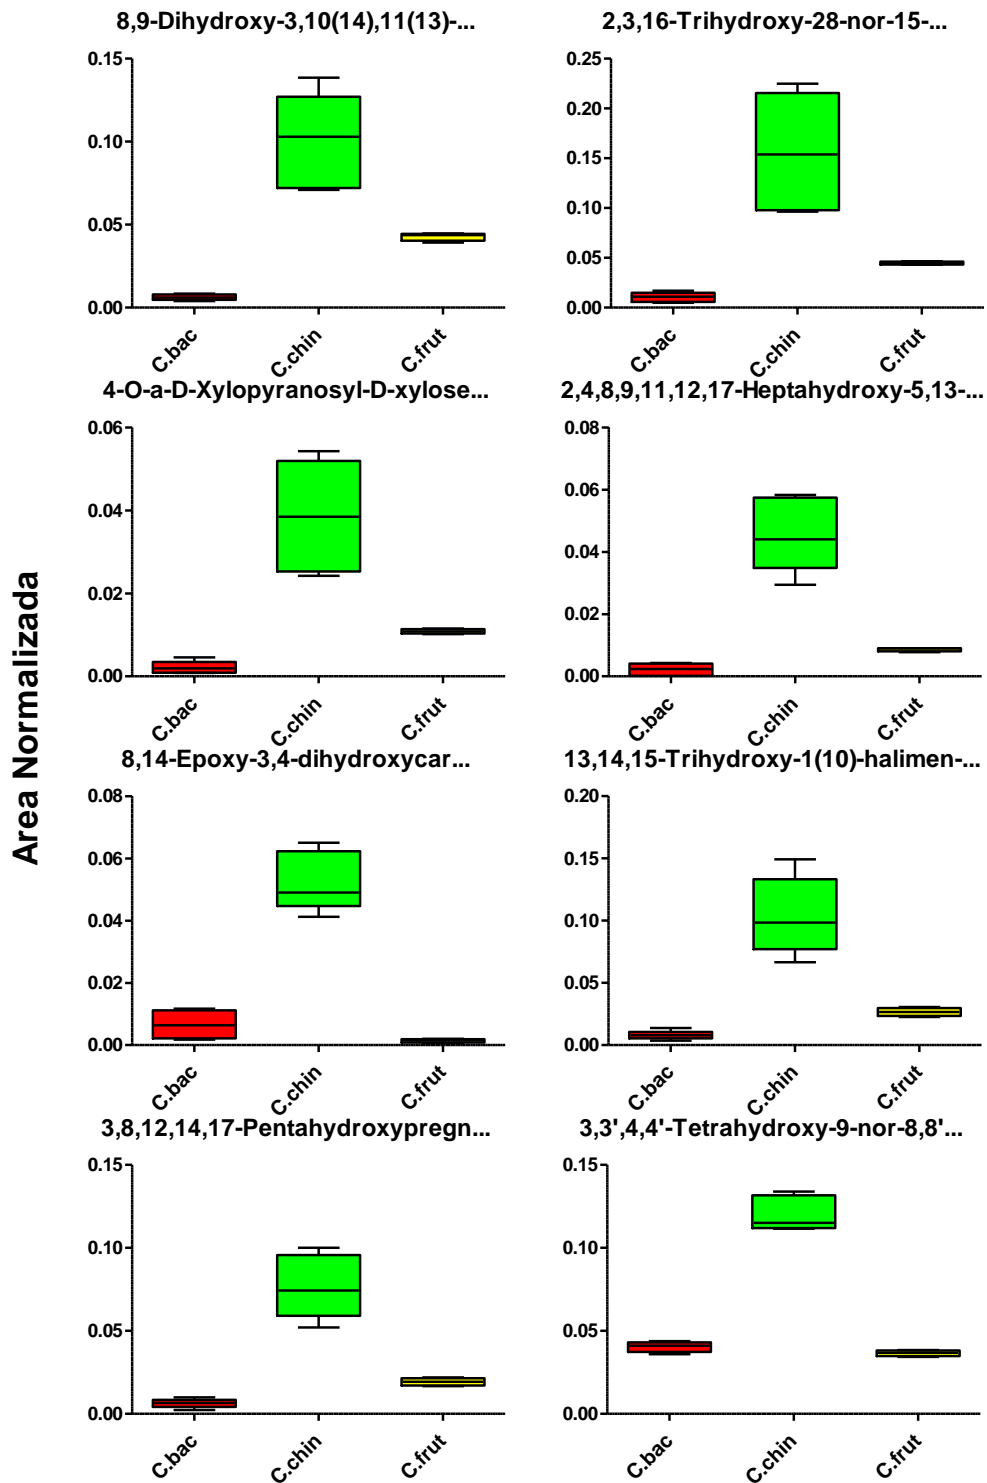 8,9-Dihydroxy-3,10(14),11(13)-...
0.15
0.10
0.05
0.00
C.bac
C.chin
C.frut
2,3,16-Trihydroxy-28-nor-15-...
0.25
0.20
0.15
0.10
0.05
0.00
C.bac
C.chin
C.frut
4-O-a-D-Xylopyranosyl-D-xylose...
0.06
0.04
0.02
0.00
C.bac
C.chin
C.frut
2,4,8,9,11,12,17-Heptahydroxy-5,13-...
0.08
0.06
0.04
0.02
0.00
C.bac
C.chin
C.frut
Area Normalizada
8,14-Epoxy-3,4-dihydroxycar...
0.08
0.06
0.04
0.02
0.00
C.bac
C.chin
C.frut
13,14,15-Trihydroxy-1(10)-halimen-...
0.20
0.15
0.10
0.05
0.00
C.bac
C.chin
C.frut
3,8,12,14,17-Pentahydroxypregn...
0.15
0.10
0.05
0.00
C.bac
C.chin
C.frut
3,3',4,4'-Tetrahydroxy-9-nor-8,8'...
0.15
0.10
0.05
0.00
C.bac
C.chin
C.frut